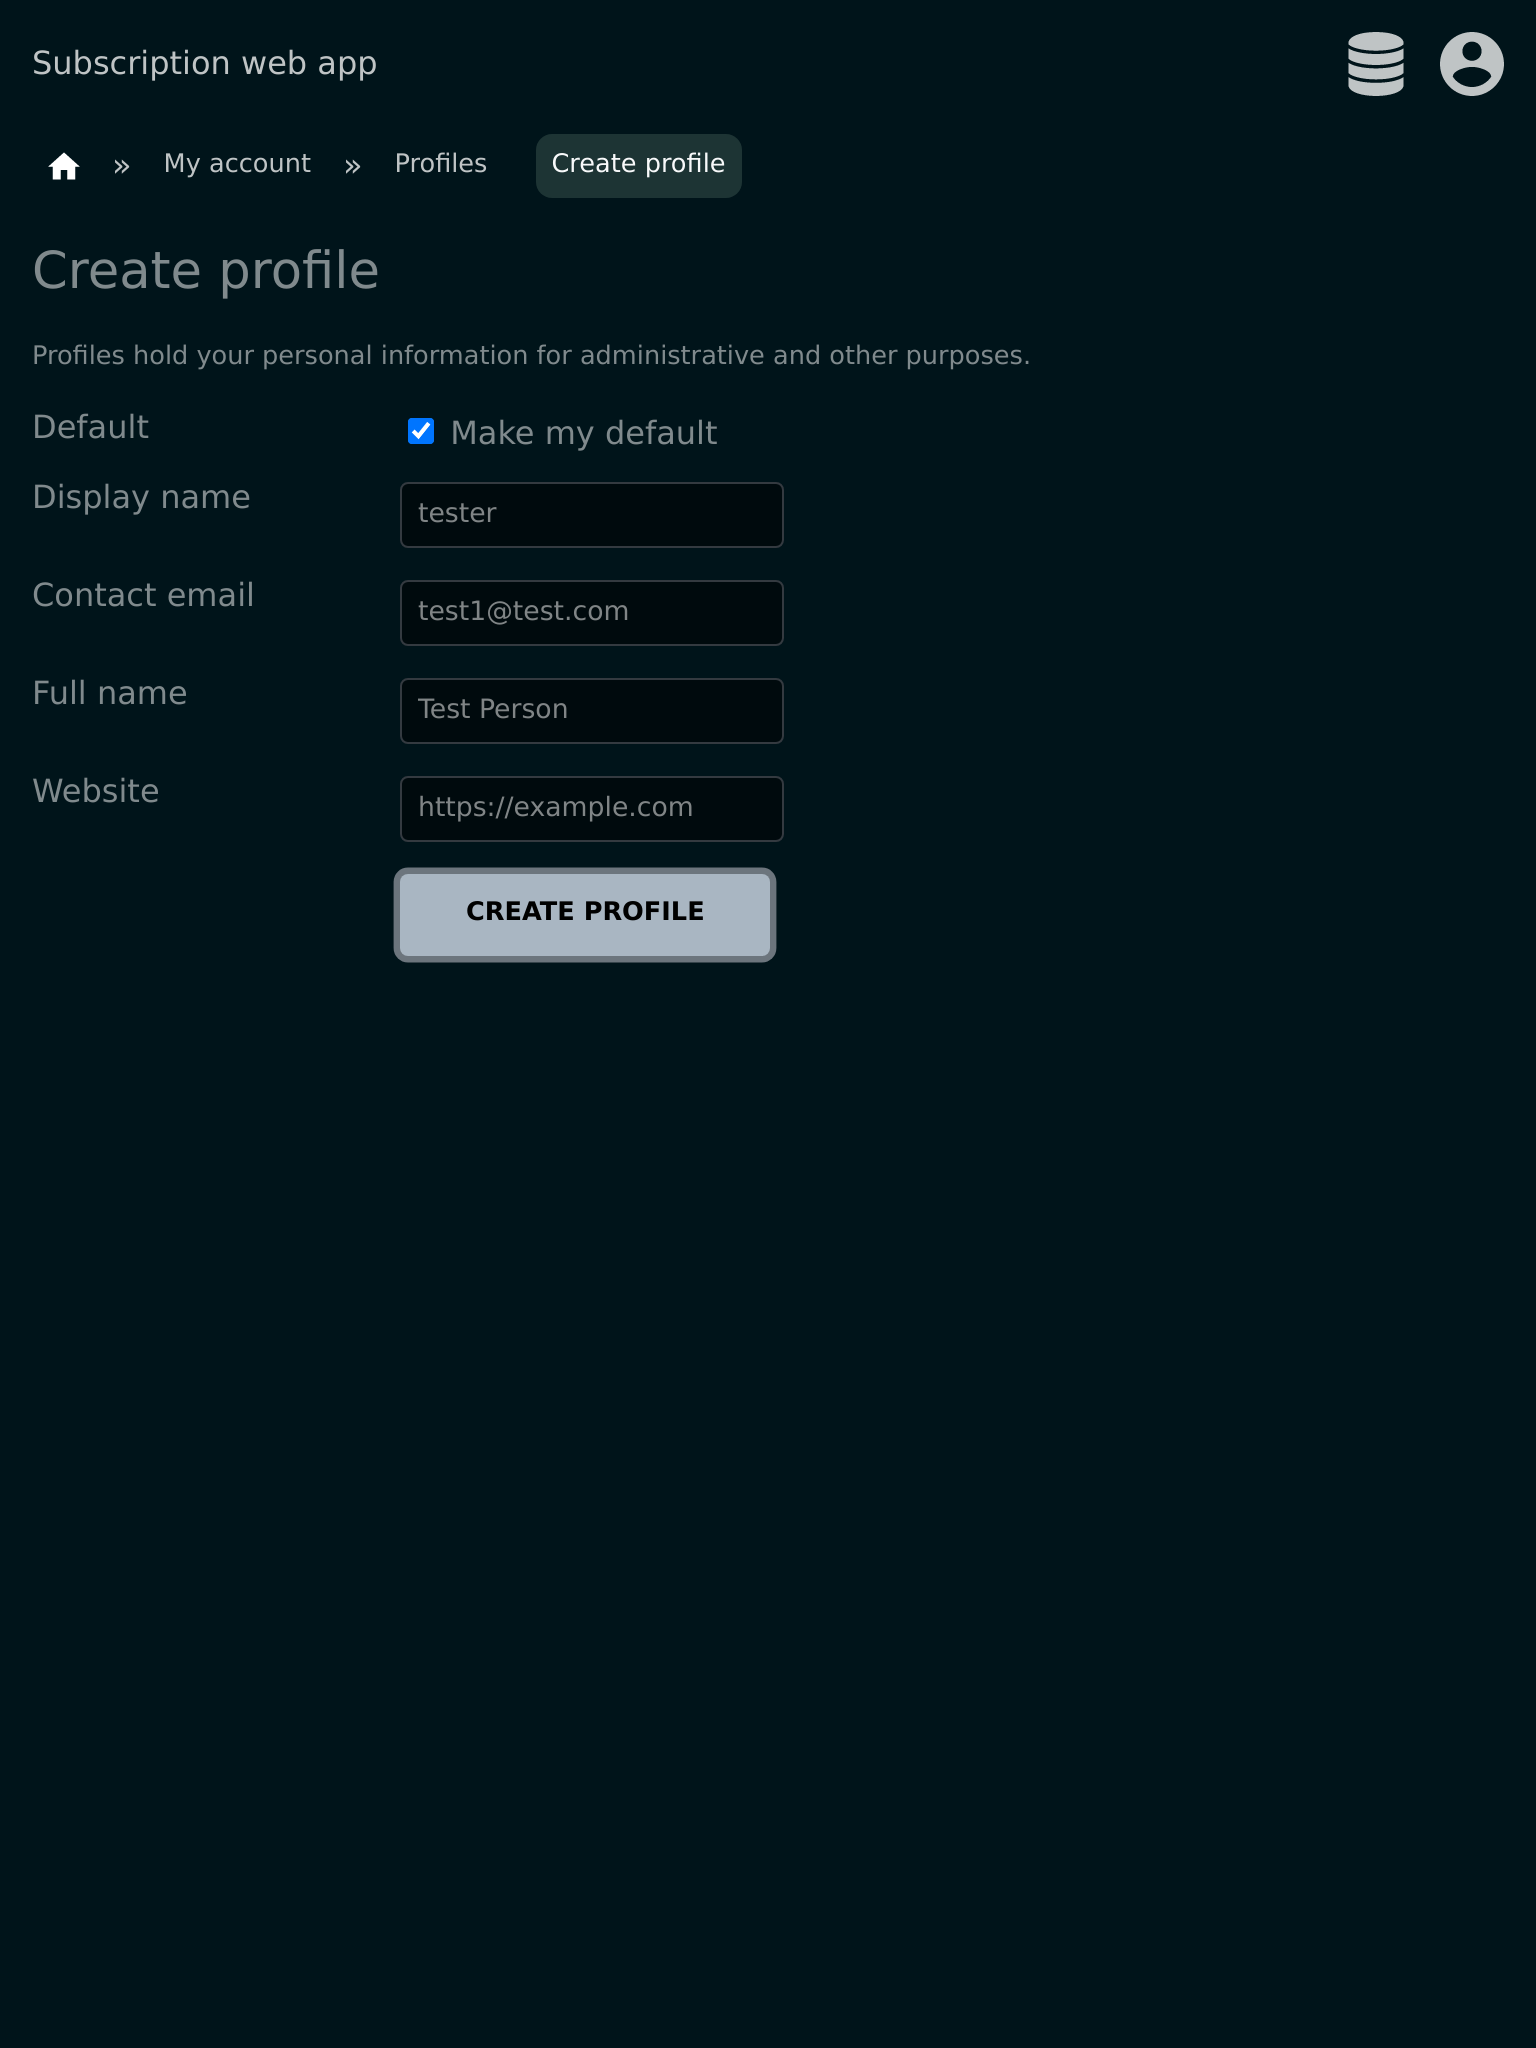 Subscription web app
» My account » Profiles Create profile
Create profile
Profiles hold your personal information for administrative and other purposes.
Default Make my default
Display name tester
Contact email test1@test.com
Full name Test Person
Website https://example.com
CREATE PROFILE